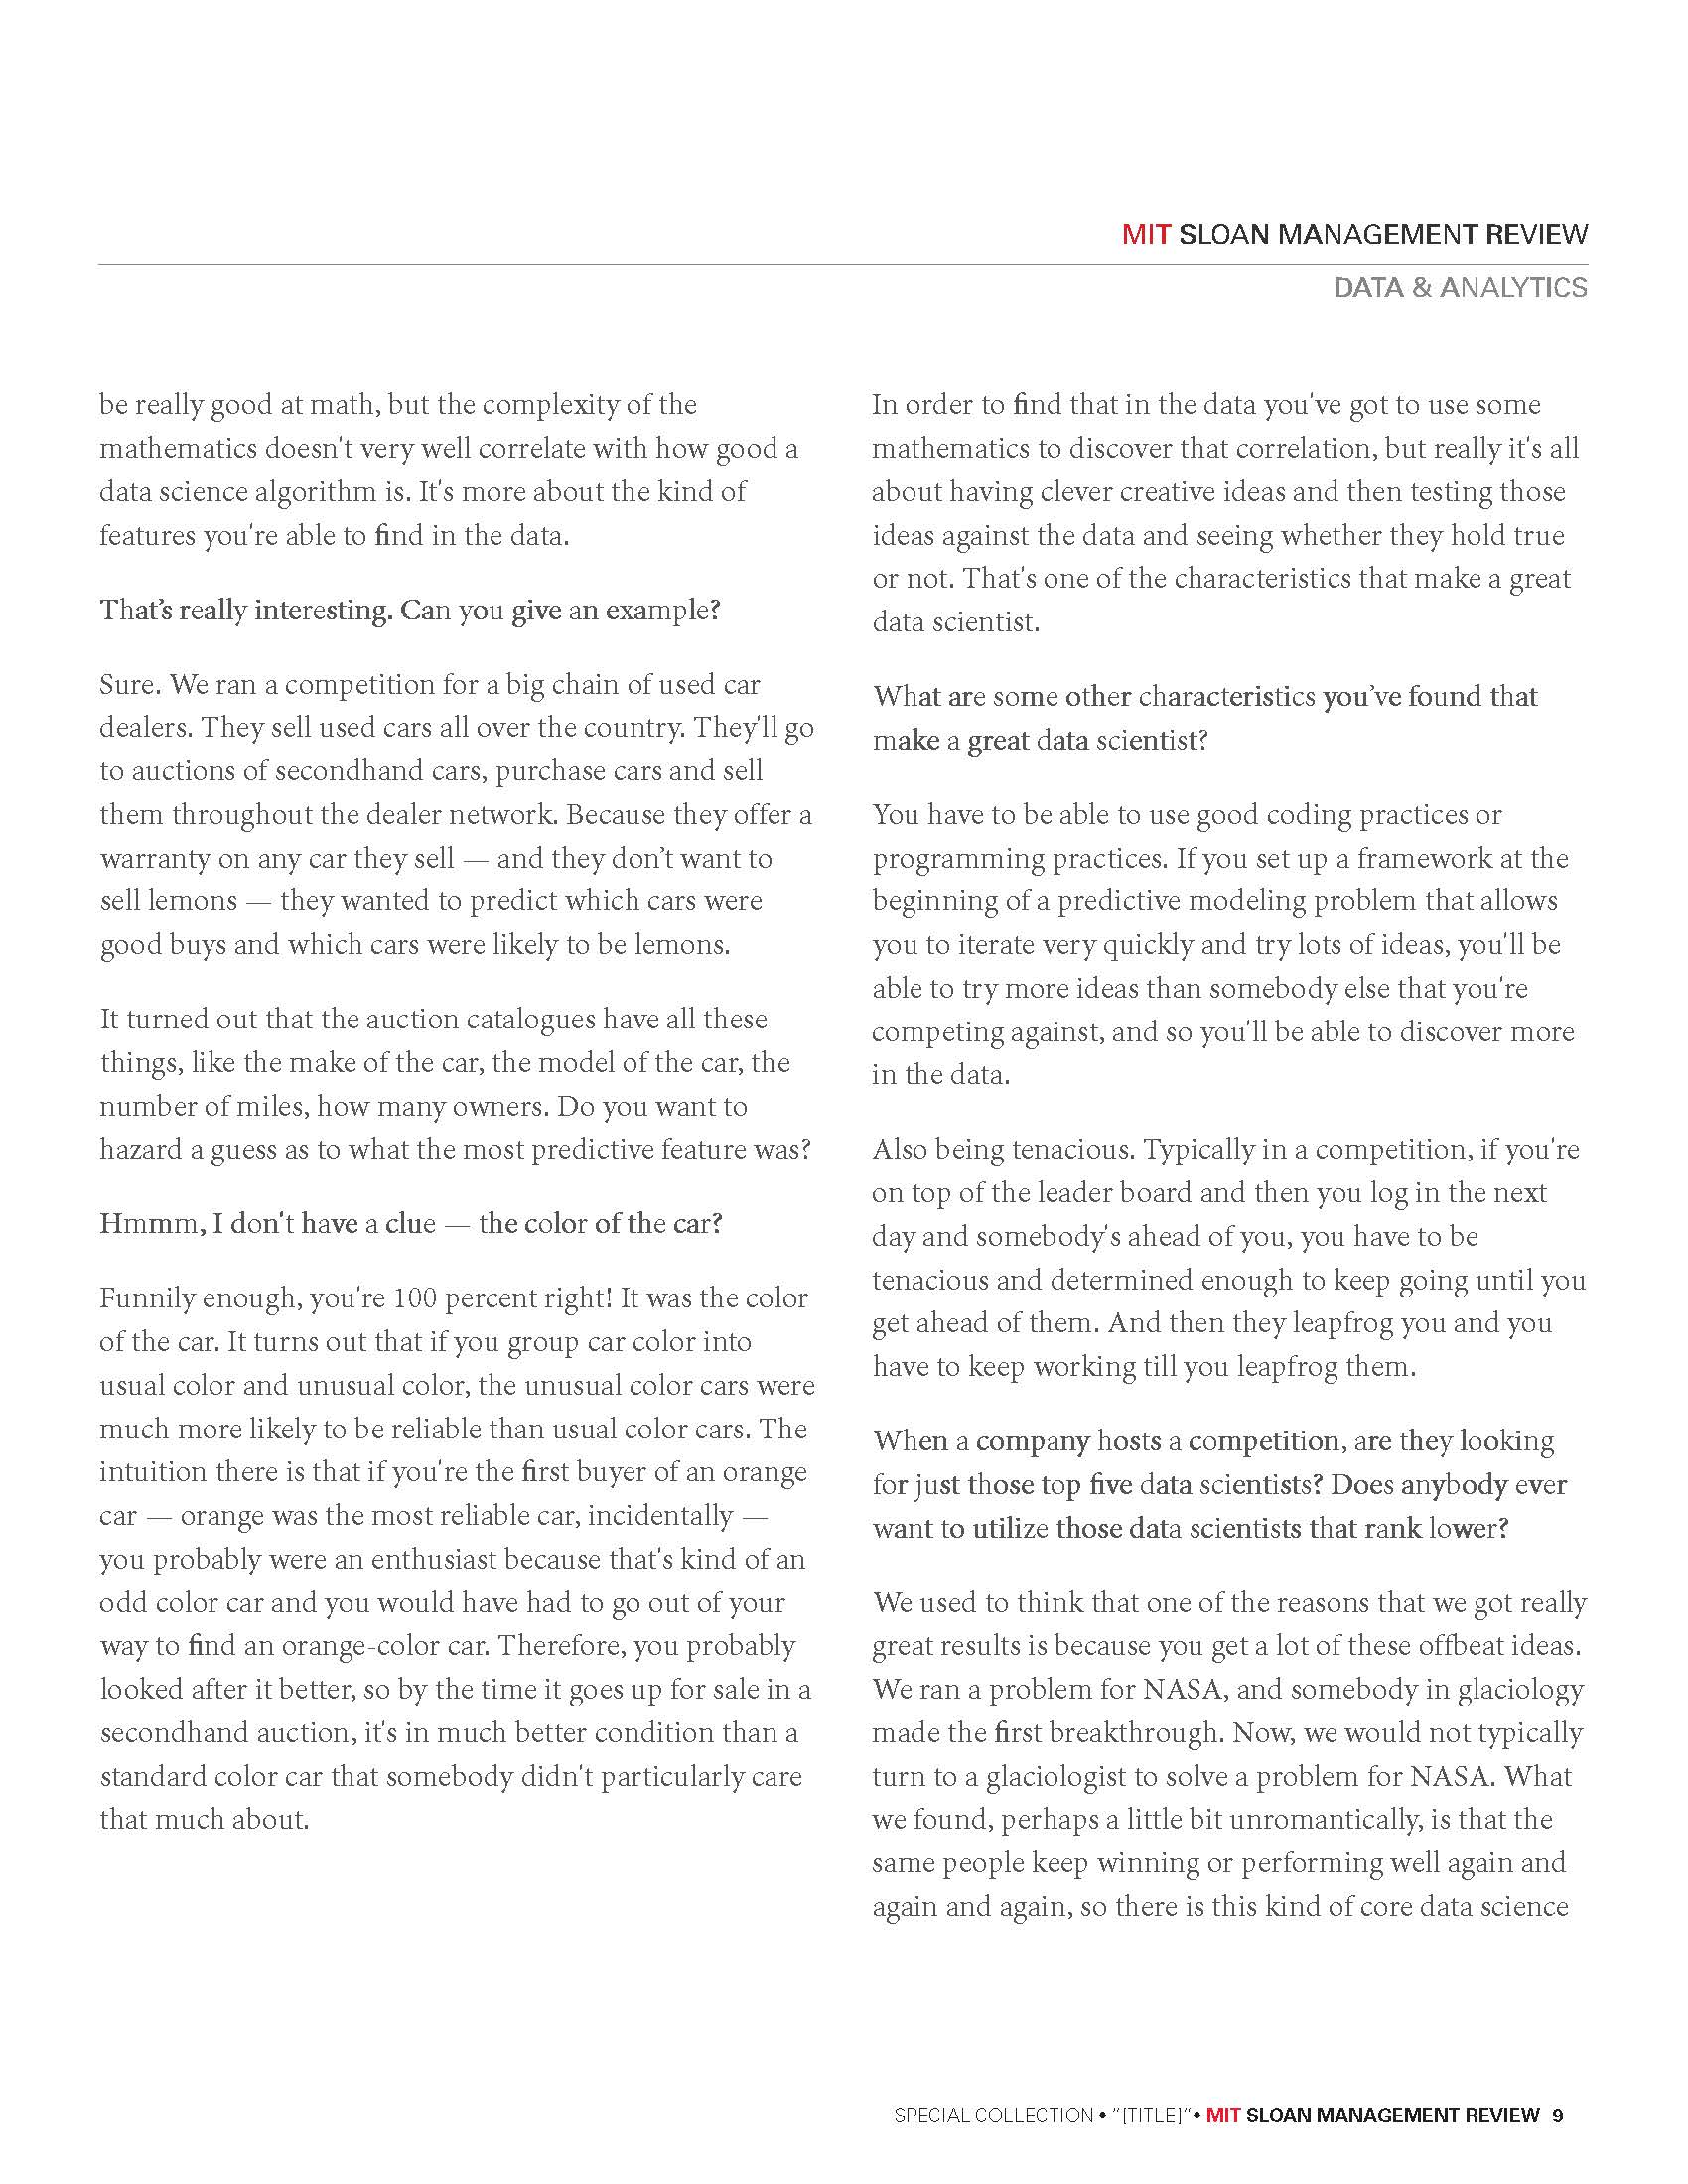 MIT SLOAN MANAGEMENT REVIEW
DATA & ANALYTICS
be really good at math, but the complexity of the
mathematics doesn't very well correlate with how good a
data science algorithm is. It's more about the kind of
features you're able to find in the data.
That’s really interesting. Can you give an example?
Sure. We ran a competition for a big chain of used car
dealers. They sell used cars all over the country. They'll go
to auctions of secondhand cars, purchase cars and sell
them throughout the dealer network. Because they offer a
warranty on any car they sell — and they don’t want to
sell lemons — they wanted to predict which cars were
good buys and which cars were likely to be lemons.
It turned out that the auction catalogues have all these
things, like the make of the car, the model of the car, the
number of miles, how many owners. Do you want to
hazard a guess as to what the most predictive feature was?
Hmmm, I don't have a clue — the color of the car?
Funnily enough, you're 100 percent right! It was the color
of the car. It turns out that if you group car color into
usual color and unusual color, the unusual color cars were
much more likely to be reliable than usual color cars. The
intuition there is that if you're the first buyer of an orange
car — orange was the most reliable car, incidentally —
you probably were an enthusiast because that's kind of an
odd color car and you would have had to go out of your
way to find an orange-color car. Therefore, you probably
looked after it better, so by the time it goes up for sale in a
secondhand auction, it's in much better condition than a
standard color car that somebody didn't particularly care
that much about.
In order to find that in the data you've got to use some
mathematics to discover that correlation, but really it's all
about having clever creative ideas and then testing those
ideas against the data and seeing whether they hold true
or not. That's one of the characteristics that make a great
data scientist.
What are some other characteristics you’ve found that
make a great data scientist?
You have to be able to use good coding practices or
programming practices. If you set up a framework at the
beginning of a predictive modeling problem that allows
you to iterate very quickly and try lots of ideas, you'll be
able to try more ideas than somebody else that you're
competing against, and so you'll be able to discover more
in the data.
Also being tenacious. Typically in a competition, if you're
on top of the leader board and then you log in the next
day and somebody's ahead of you, you have to be
tenacious and determined enough to keep going until you
get ahead of them. And then they leapfrog you and you
have to keep working till you leapfrog them.
When a company hosts a competition, are they looking
for just those top five data scientists? Does anybody ever
want to utilize those data scientists that rank lower?
We used to think that one of the reasons that we got really
great results is because you get a lot of these offbeat ideas.
We ran a problem for NASA, and somebody in glaciology
made the first breakthrough. Now, we would not typically
turn to a glaciologist to solve a problem for NASA. What
we found, perhaps a little bit unromantically, is that the
same people keep winning or performing well again and
again and again, so there is this kind of core data science
SPECIAL COLLECTION • “[TITLE]“• MIT SLOAN MANAGEMENT REVIEW 9